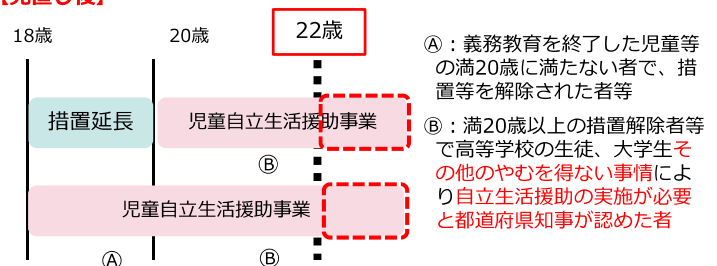 【見直し後】
18歳
20歳
22歳
措置延長
児童自立生活援助事業
Ⓑ
児童自立生活援助事業
Ⓐ
Ⓑ
Ⓐ：義務教育を終了した児童等
の満20歳に満たない者で、措
置等を解除された者等
Ⓑ：満20歳以上の措置解除者等
で高等学校の生徒、大学生そ
の他のやむを得ない事情によ
り自立生活援助の実施が必要
と都道府県知事が認めた者